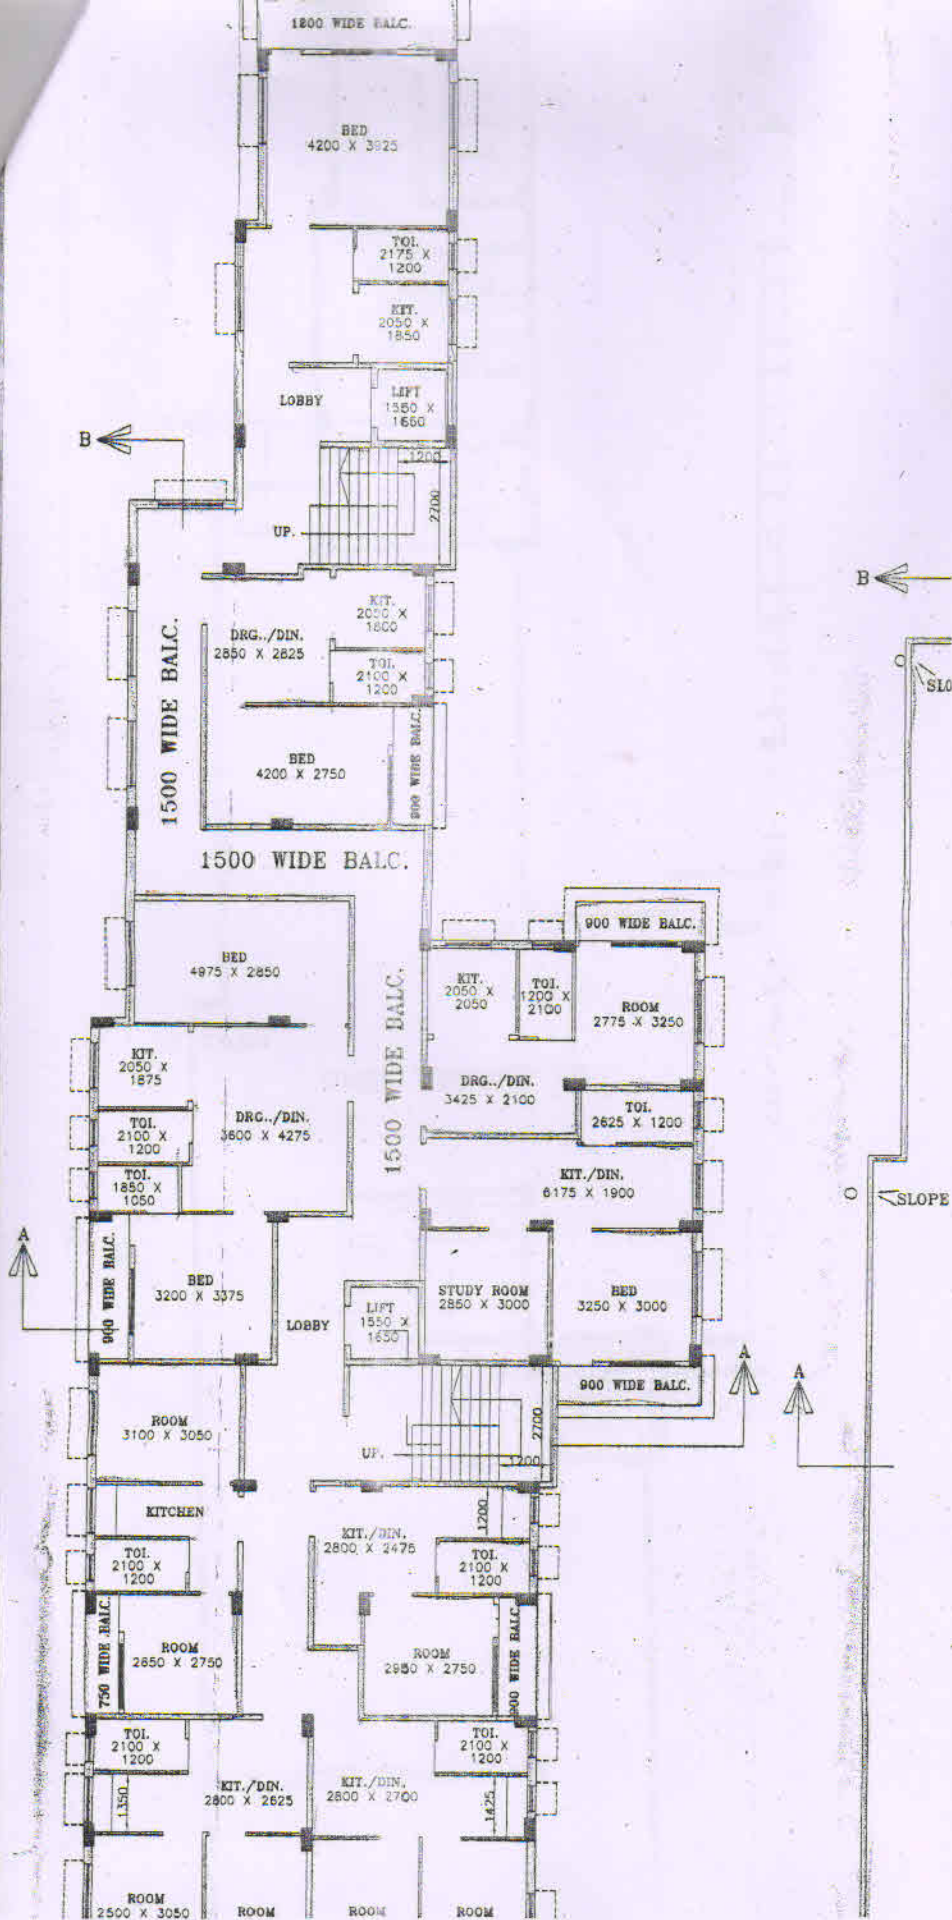 1200 WIDE BALC.
BED
4200 X 3925
TOI.
2175 X
1200
KIT.
2050 X
1850
LOBBY
LIFT
1550 X
1650
B
1200
2700
UP.
B
KIT.
2050 X
1800
DRG../DIN.
2850 X 2825
TOI.
2100 X
1200
1500 WIDE BALC.
SLO
BED
4200 X 2750
900 WIDE BALC.
1500 WIDE BALC.
900 WIDE BALC.
BED
4975 X 2850
KIT.
2050 X
2050
TOI.
1200 X
2100
ROOM
2775 X 3250
1500 WIDE BALC.
KIT.
2050 X
1875
DRG../DIN.
3425 X 2100
TOI.
2625 X 1200
DRG../DIN.
3600 X 4275
TOI.
2100 X
1200
TOI.
1850 X
1050
KIT./DIN.
6175 X 1900
SLOPE
A
900 WIDE BALC.
BED
3200 X 3375
STUDY ROOM
2850 X 3000
BED
3250 X 3000
LOBBY
LIFT
1550 X
1650
A
900 WIDE BALC.
A
ROOM
3100 X 3050
2700
UP.
1200
KITCHEN
1200
KIT./DIN.
2800 X 2475
TOI.
2100 X
1200
TOI.
2100 X
1200
750 WIDE BALC.
ROOM
2650 X 2750
ROOM
2950 X 2750
900 WIDE BALC.
TOI.
2100 X
1200
TOI.
2100 X
1200
KIT./DIN.
2800 X 2625
KIT./DIN.
2800 X 2700
1350
1425
ROOM
2500 X 3050
ROOM
ROOM
ROOM